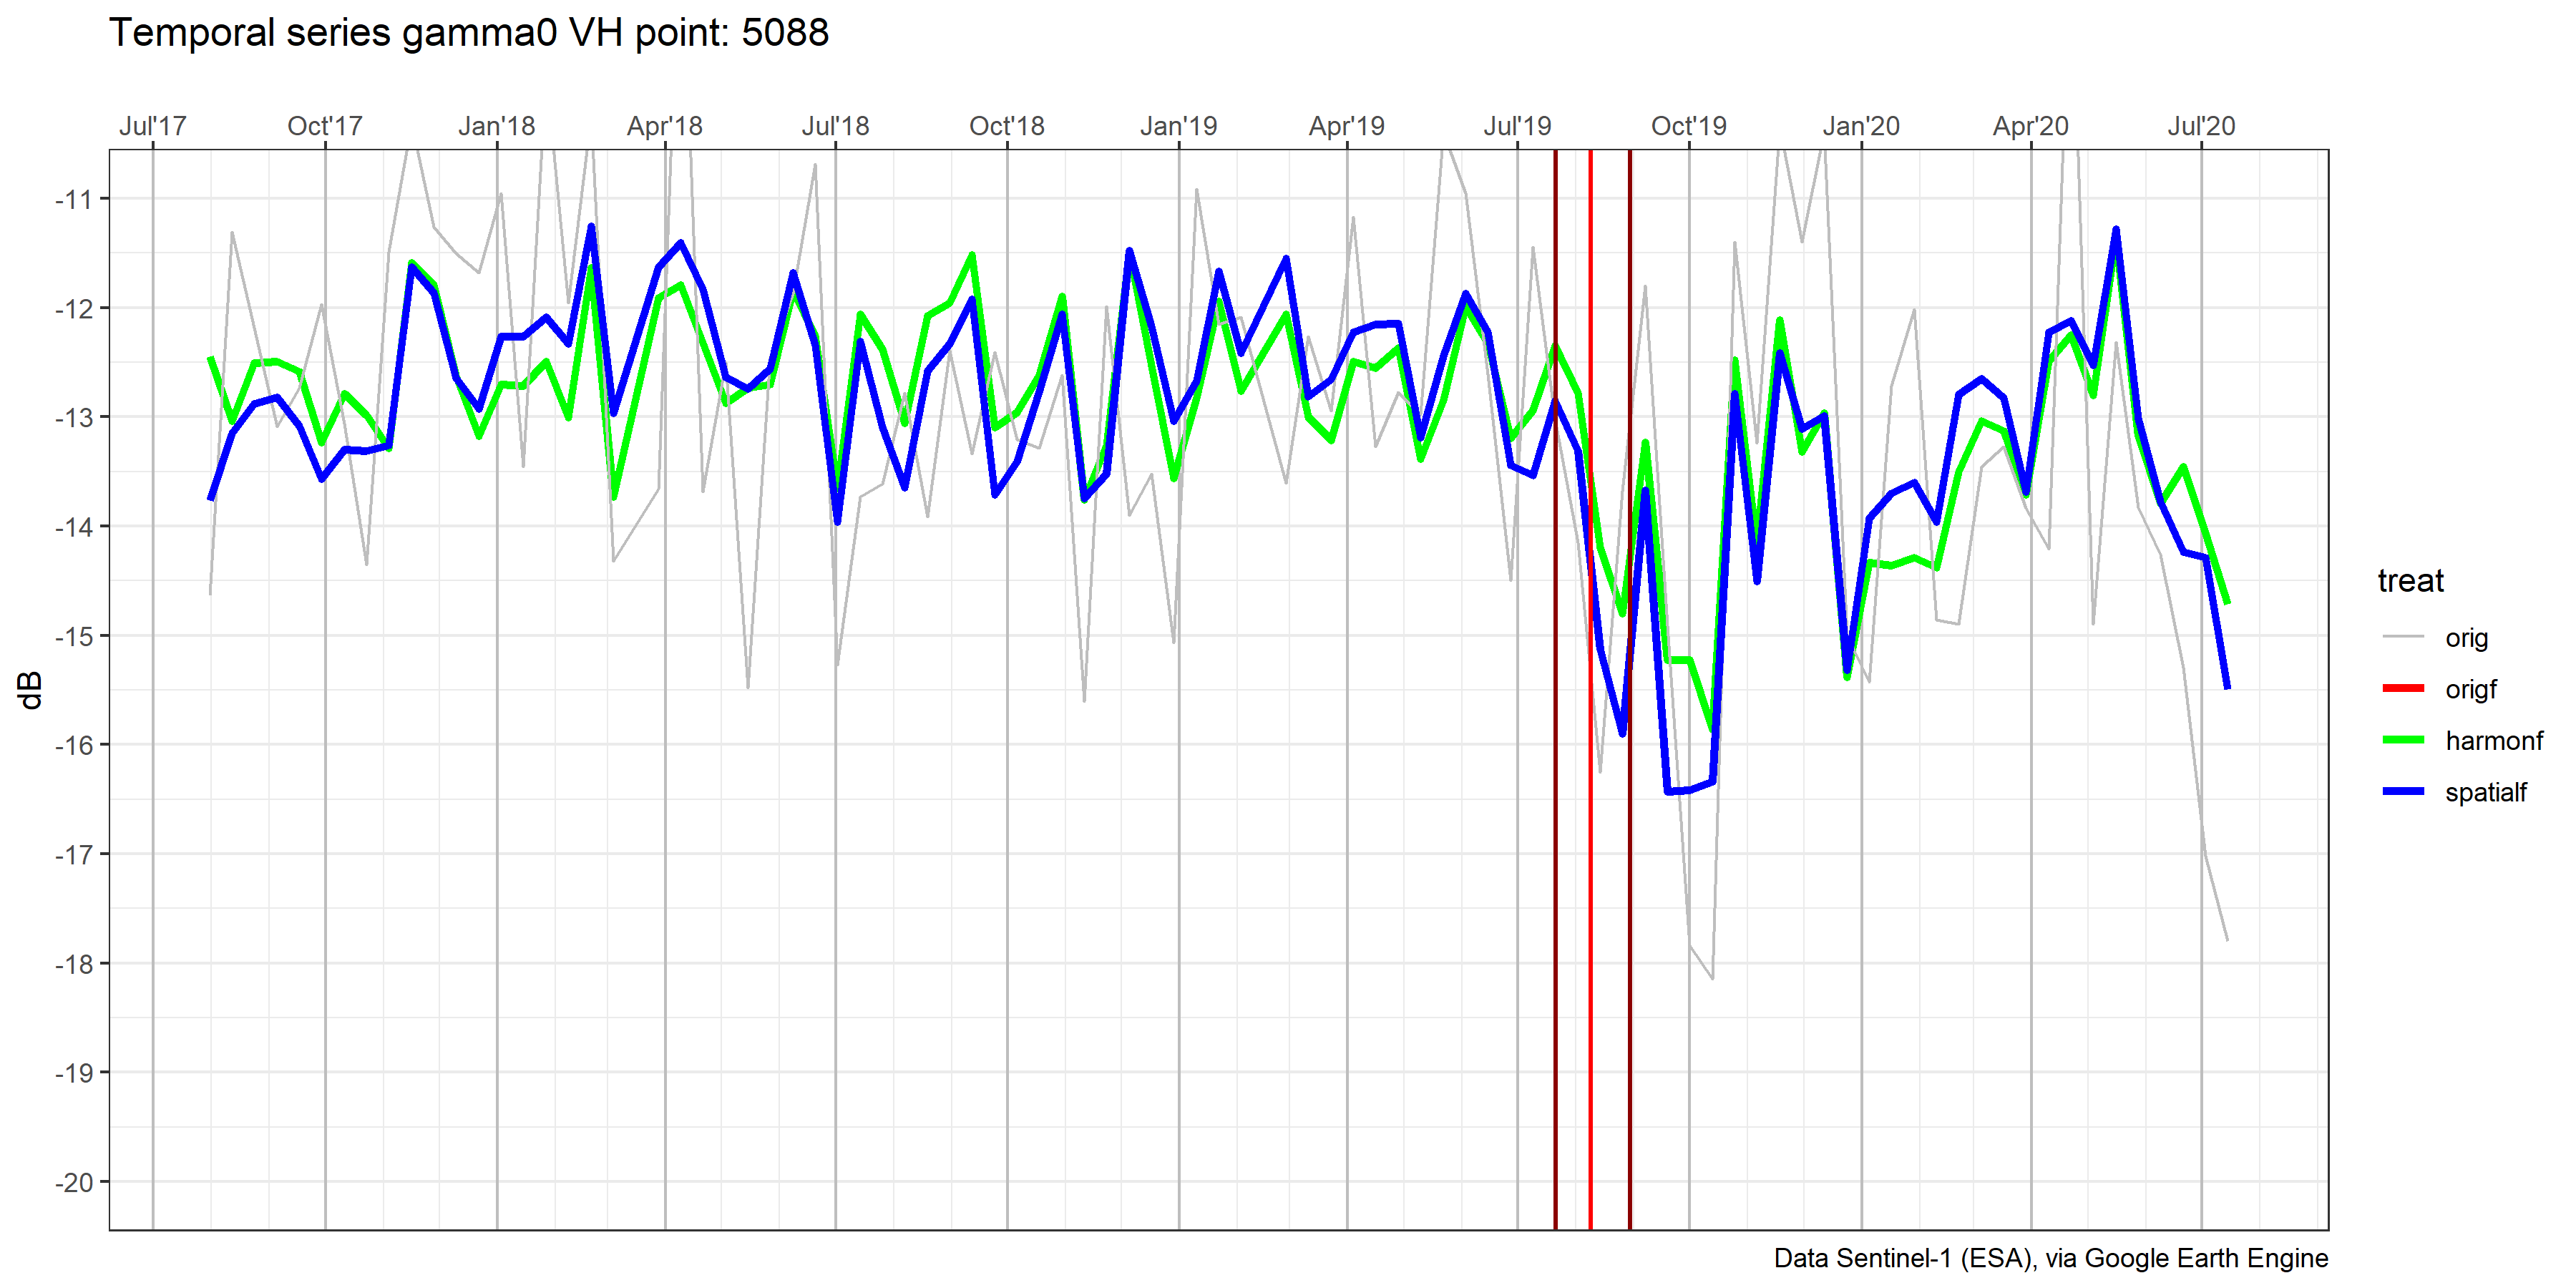 Temporal series gamma0 VH point: 5088
Jul'17 Oct'17 Jan'18 Apr'18 Jul'18 Oct'18 Jan'19 Apr'19 Jul'19 Oct'19 Jan'20 Apr'20 Jul'20
-11
-12
-13
-14
-15
-16
-17
-18
-19
-20
dB
treat
orig
origf
harmonf
spatialf
Data Sentinel-1 (ESA), via Google Earth Engine